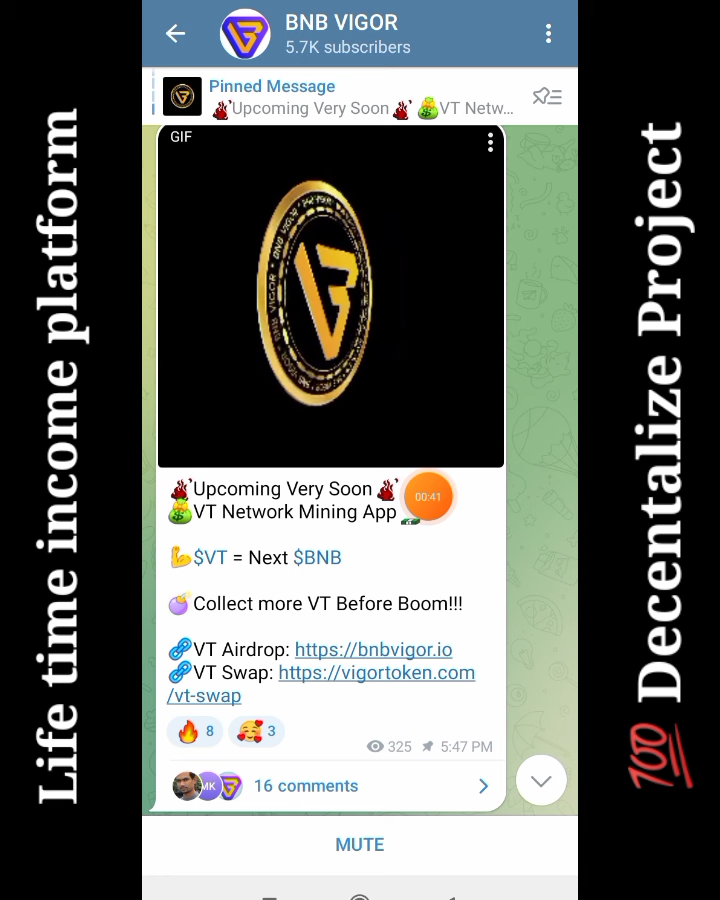 Life time income platform
BNB VIGOR
5.7K subscribers
Pinned Message
Upcoming Very Soon 💰VT Netw...
GIF
BNB VIGOR
Upcoming Very Soon
💰VT Network Mining App
00:41
💪$VT = Next $BNB
💣Collect more VT Before Boom!!!
🔗VT Airdrop: https://bnbvigor.io
🔗VT Swap: https://vigortoken.com
/vt-swap
🔥 8 🥰 3
325 5:47 PM
MK
16 comments
MUTE
💯 Decentalize Project